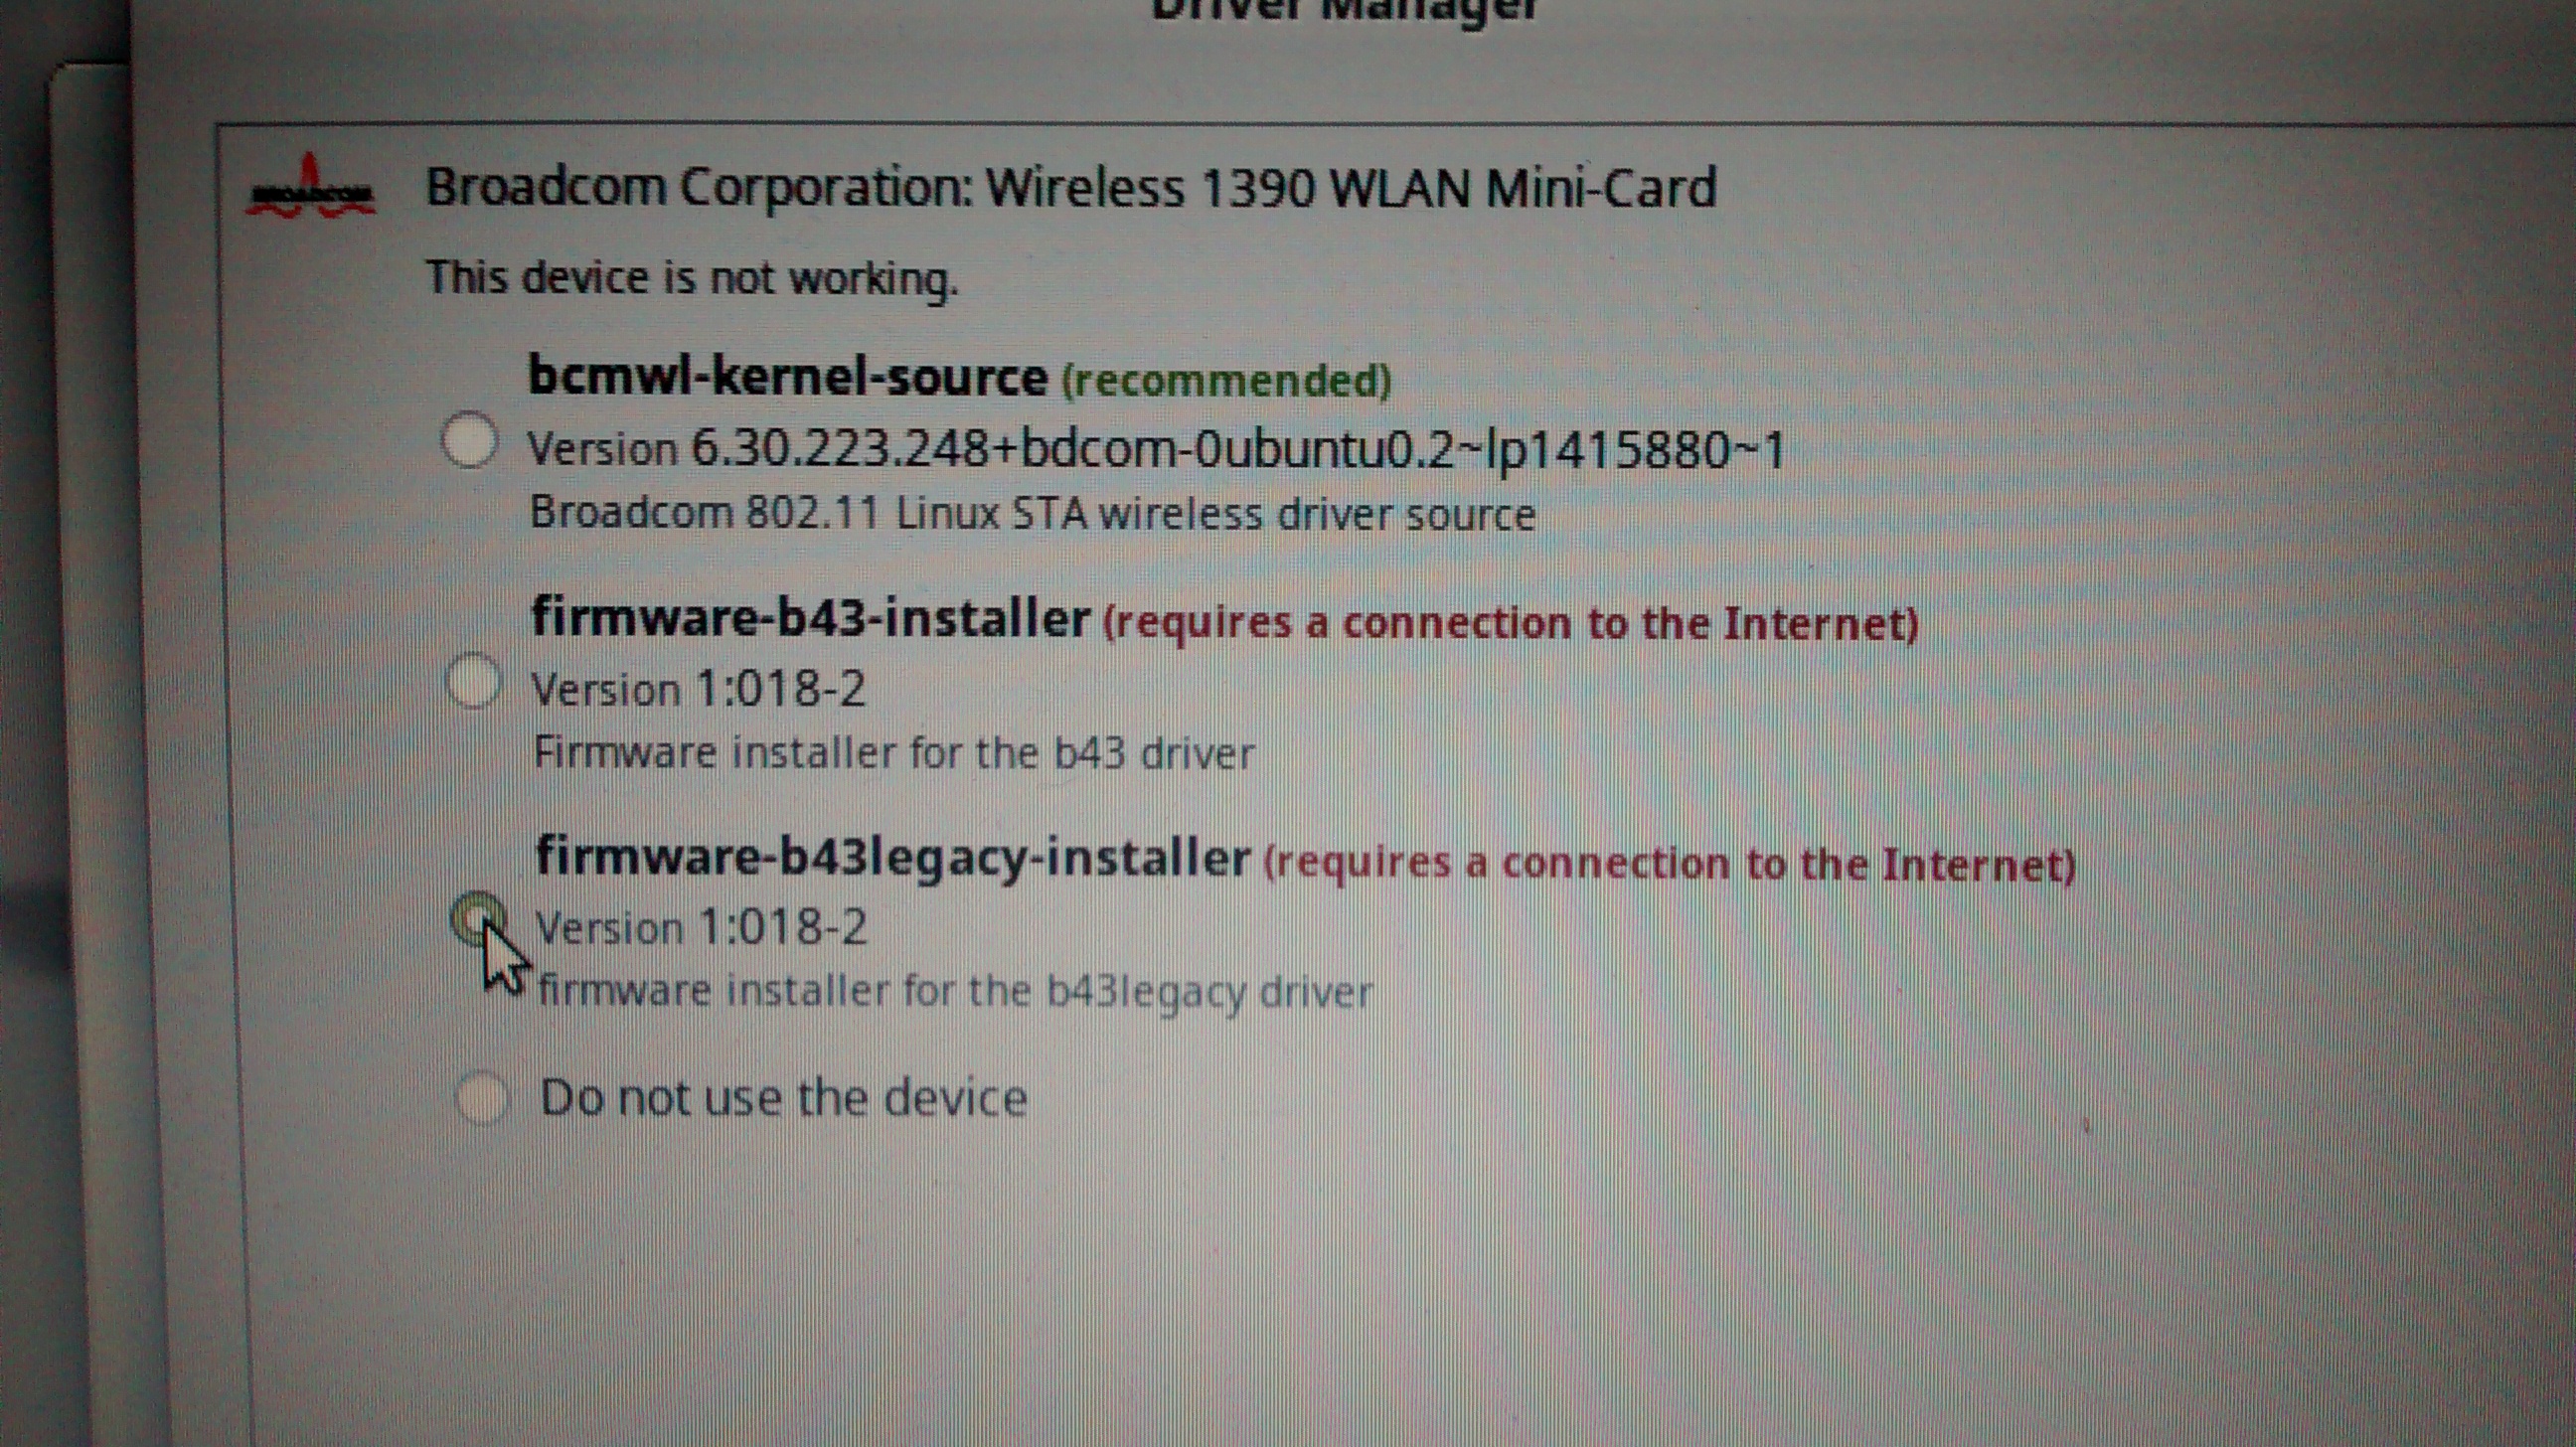 Driver Manager
BROADCOM
Broadcom Corporation: Wireless 1390 WLAN Mini-Card
This device is not working.
bcmwl-kernel-source (recommended)
Version 6.30.223.248+bdcom-0ubuntu0.2~lp1415880~1
Broadcom 802.11 Linux STA wireless driver source
firmware-b43-installer (requires a connection to the Internet)
Version 1:018-2
Firmware installer for the b43 driver
firmware-b43legacy-installer (requires a connection to the Internet)
Version 1:018-2
firmware installer for the b43legacy driver
Do not use the device